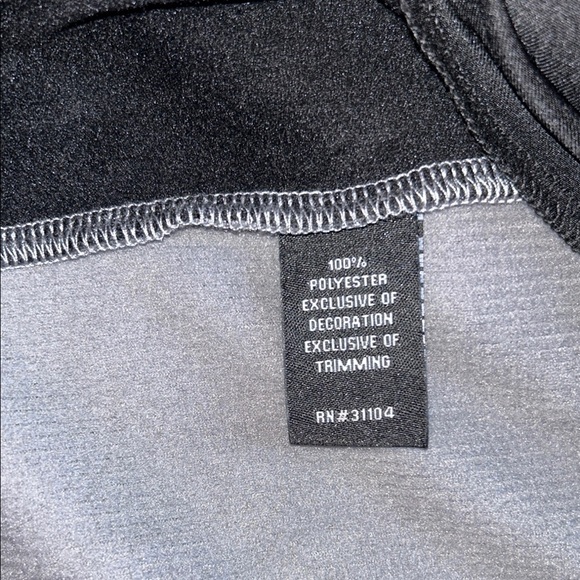 100%
POLYESTER
EXCLUSIVE OF
DECORATION
EXCLUSIVE OF
TRIMMING
RN#31104